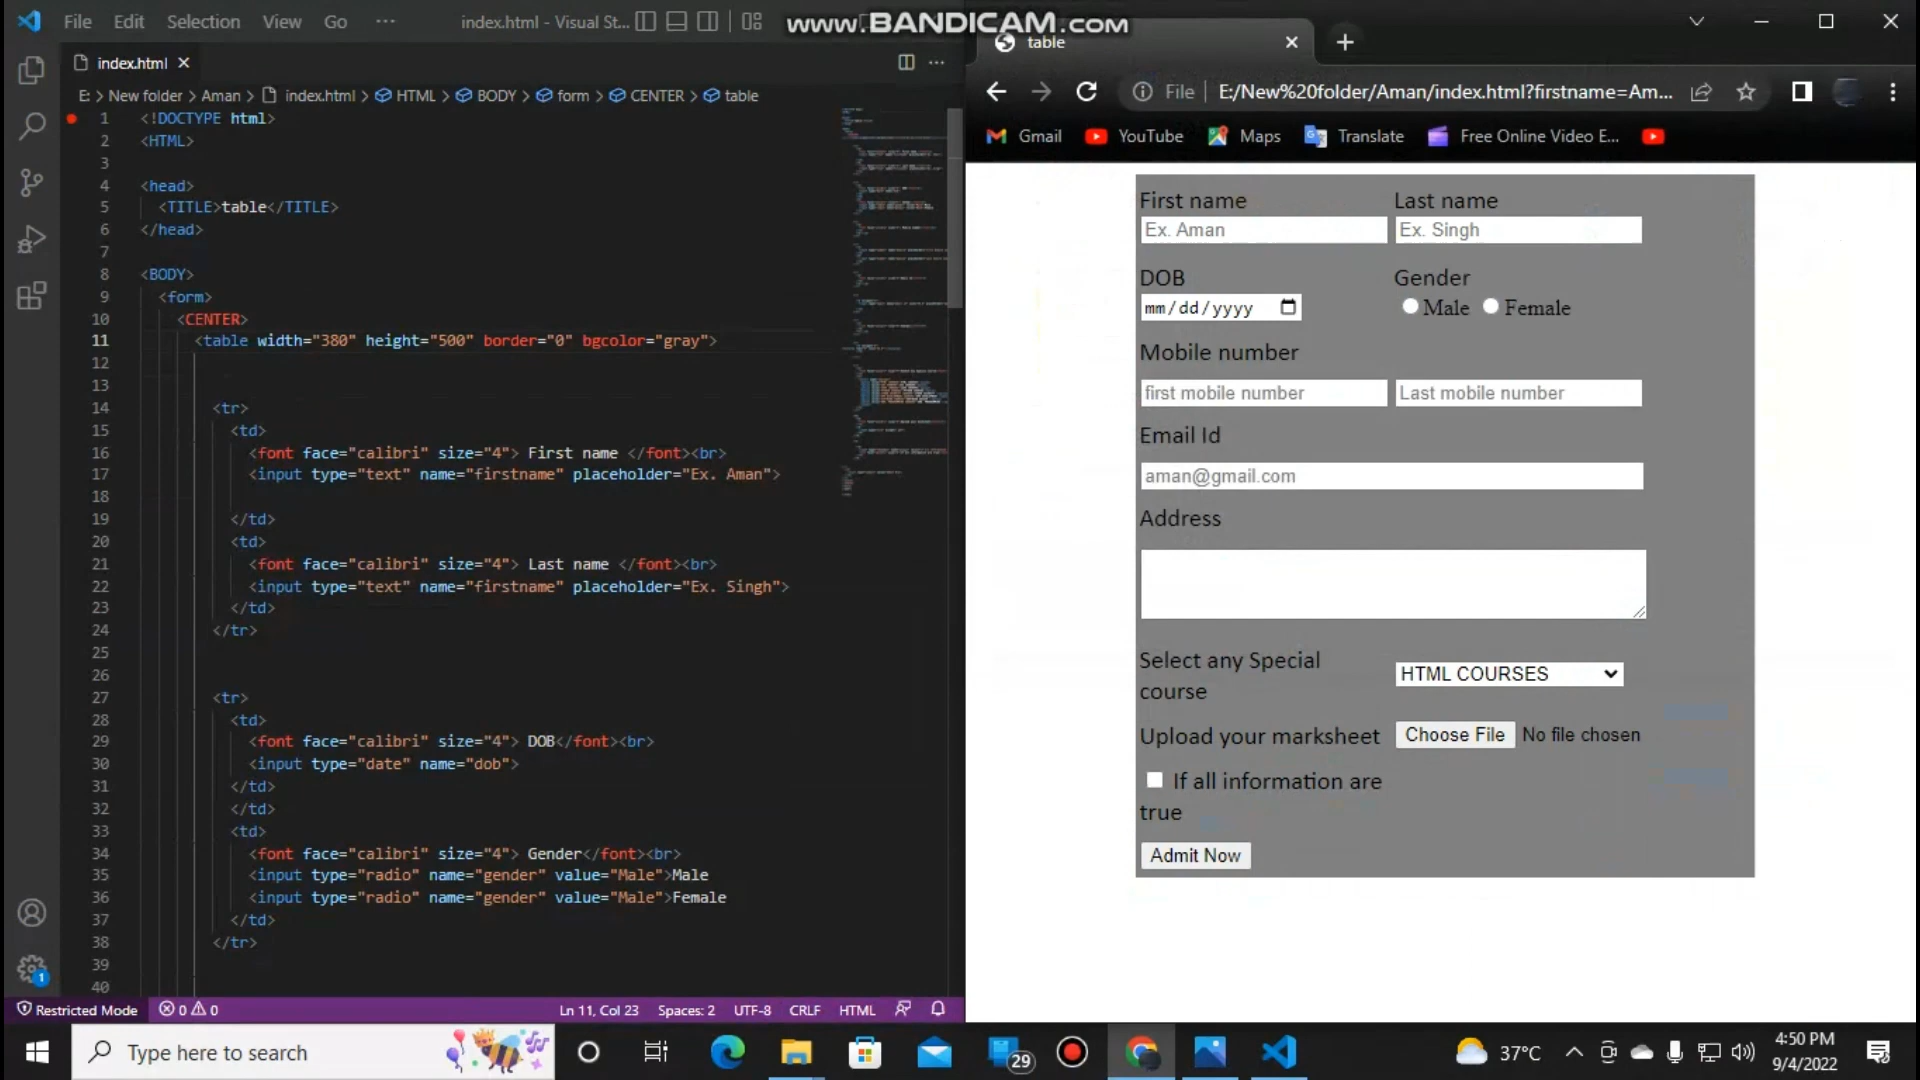 File Edit Selection View Go ··· index.html - Visual St...
www.BANDICAM.com
index.html
E: > New folder > Aman > index.html > HTML > BODY > form > CENTER > table
1 <!DOCTYPE html>
2 <HTML>
3
4 <head>
5 <TITLE>table</TITLE>
6 </head>
7
8 <BODY>
9 <form>
10 <CENTER>
11 <table width="380" height="500" border="0" bgcolor="gray">
12
13
14 <tr>
15 <td>
16 <font face="calibri" size="4"> First name </font><br>
17 <input type="text" name="firstname" placeholder="Ex. Aman">
18
19 </td>
20 <td>
21 <font face="calibri" size="4"> Last name </font><br>
22 <input type="text" name="firstname" placeholder="Ex. Singh">
23 </td>
24 </tr>
25
26
27 <tr>
28 <td>
29 <font face="calibri" size="4"> DOB</font><br>
30 <input type="date" name="dob">
31 </td>
32 </td>
33 <td>
34 <font face="calibri" size="4"> Gender</font><br>
35 <input type="radio" name="gender" value="Male">Male
36 <input type="radio" name="gender" value="Male">Female
37 </td>
38 </tr>
39
40
1
Restricted Mode 0 0 Ln 11, Col 23 Spaces: 2 UTF-8 CRLF HTML
table
File E:/New%20folder/Aman/index.html?firstname=Am...
Gmail YouTube Maps Translate Free Online Video E...
First name Last name
Ex. Aman Ex. Singh
DOB Gender
mm/dd/yyyy Male Female
Mobile number
first mobile number Last mobile number
Email Id
aman@gmail.com
Address
Select any Special
course
HTML COURSES
Upload your marksheet Choose File No file chosen
If all information are
true
Admit Now
Type here to search 29 37°C 4:50 PM
9/4/2022